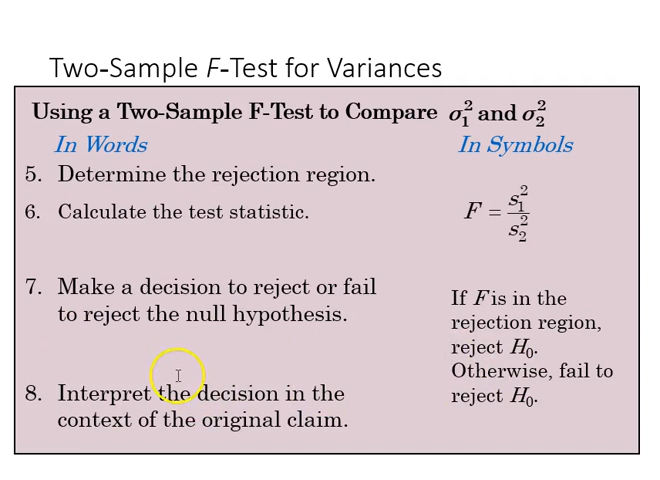 Two-Sample F-Test for Variances
Using a Two-Sample F-Test to Compare σ₁² and σ₂²
In Words
In Symbols
5. Determine the rejection region.
6. Calculate the test statistic.
F = s₁²/s₂²
7. Make a decision to reject or fail
to reject the null hypothesis.
If F is in the
rejection region,
reject H₀.
Otherwise, fail to
reject H₀.
8. Interpret the decision in the
context of the original claim.